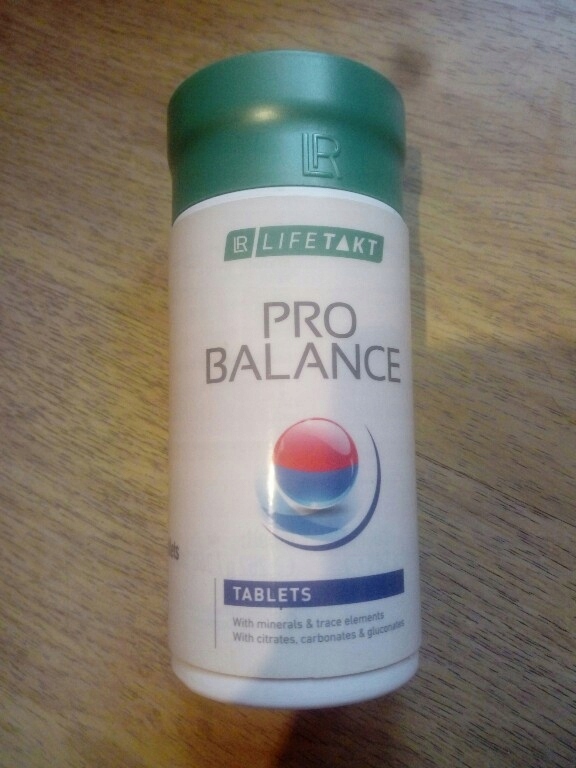 LR
LR LIFETAKT
PRO
BALANCE
TABLETS
With minerals & trace elements
With citrates, carbonates & gluconates